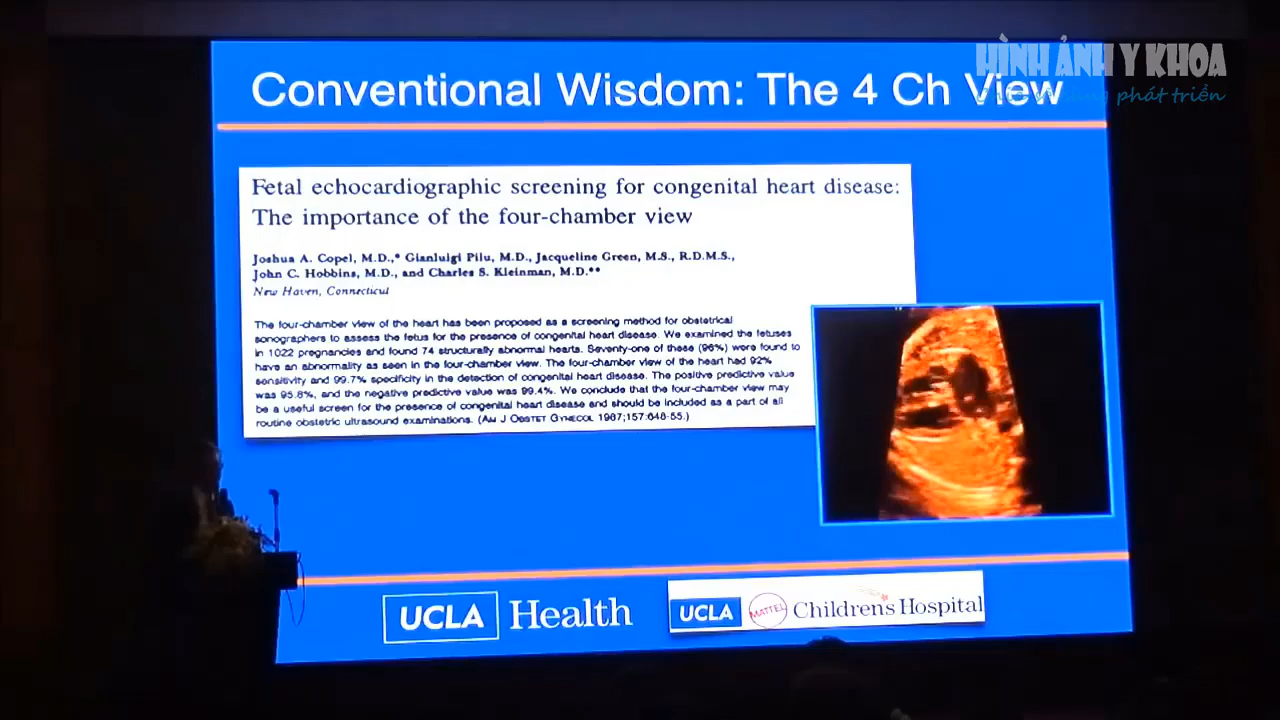 HÌNH ẢNH Y KHOA
phát triển
Conventional Wisdom: The 4 Ch View
Fetal echocardiographic screening for congenital heart disease:
The importance of the four-chamber view
Joshua A. Copel, M.D.,* Gianluigi Pilu, M.D., Jacqueline Green, M.S., R.D.M.S.,
John C. Hobbins, M.D., and Charles S. Kleinman, M.D.**
New Haven, Connecticut
The four-chamber view of the heart has been proposed as a screening method for obstetrical
sonographers to assess the fetus for the presence of congenital heart disease. We examined the fetuses
in 1022 pregnancies and found 74 structurally abnormal hearts. Seventy-one of these (96%) were found to
have an abnormality as seen in the four-chamber view. The four-chamber view of the heart had 92%
sensitivity and 99.7% specificity in the detection of congenital heart disease. The positive predictive value
was 95.8%, and the negative predictive value was 99.4%. We conclude that the four-chamber view may
be a useful screen for the presence of congenital heart disease and should be included as a part of all
routine obstetric ultrasound examinations. (AM J OBSTET GYNECOL 1987;157:648-55.)
UCLA Health
UCLA MATTEL Children's Hospital